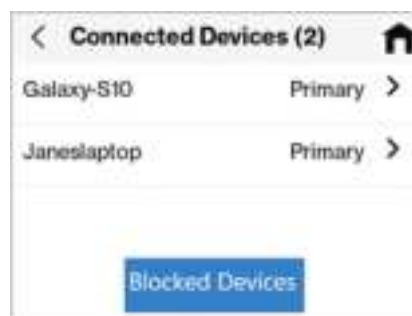 Connected Devices (2)
Galaxy-S10 Primary
Janeslaptop Primary
Blocked Devices